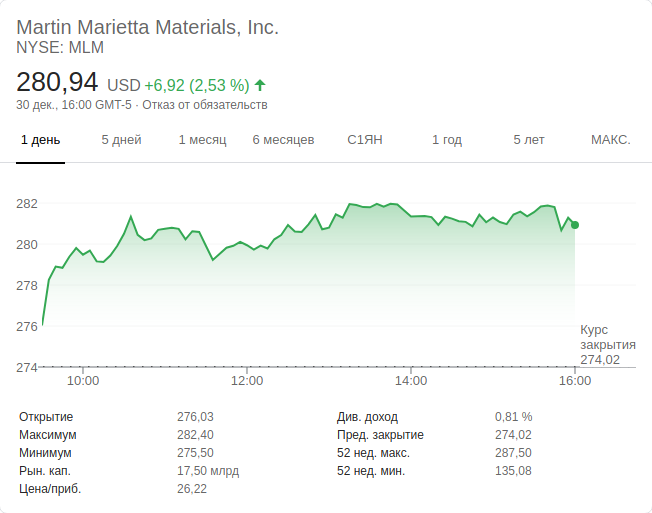 Martin Marietta Materials, Inc.
NYSE: MLM
280,94 USD +6,92 (2,53 %)
30 дек., 16:00 GMT-5 · Отказ от обязательств
1 день 5 дней 1 месяц 6 месяцев С1ЯН 1 год 5 лет МАКС.
282
280
278
276
274
Курс
закрытия
274,02
10:00 12:00 14:00 16:00
Открытие 276,03 Див. доход 0,81 %
Максимум 282,40 Пред. закрытие 274,02
Минимум 275,50 52 нед. макс. 287,50
Рын. кап. 17,50 млрд 52 нед. мин. 135,08
Цена/приб. 26,22